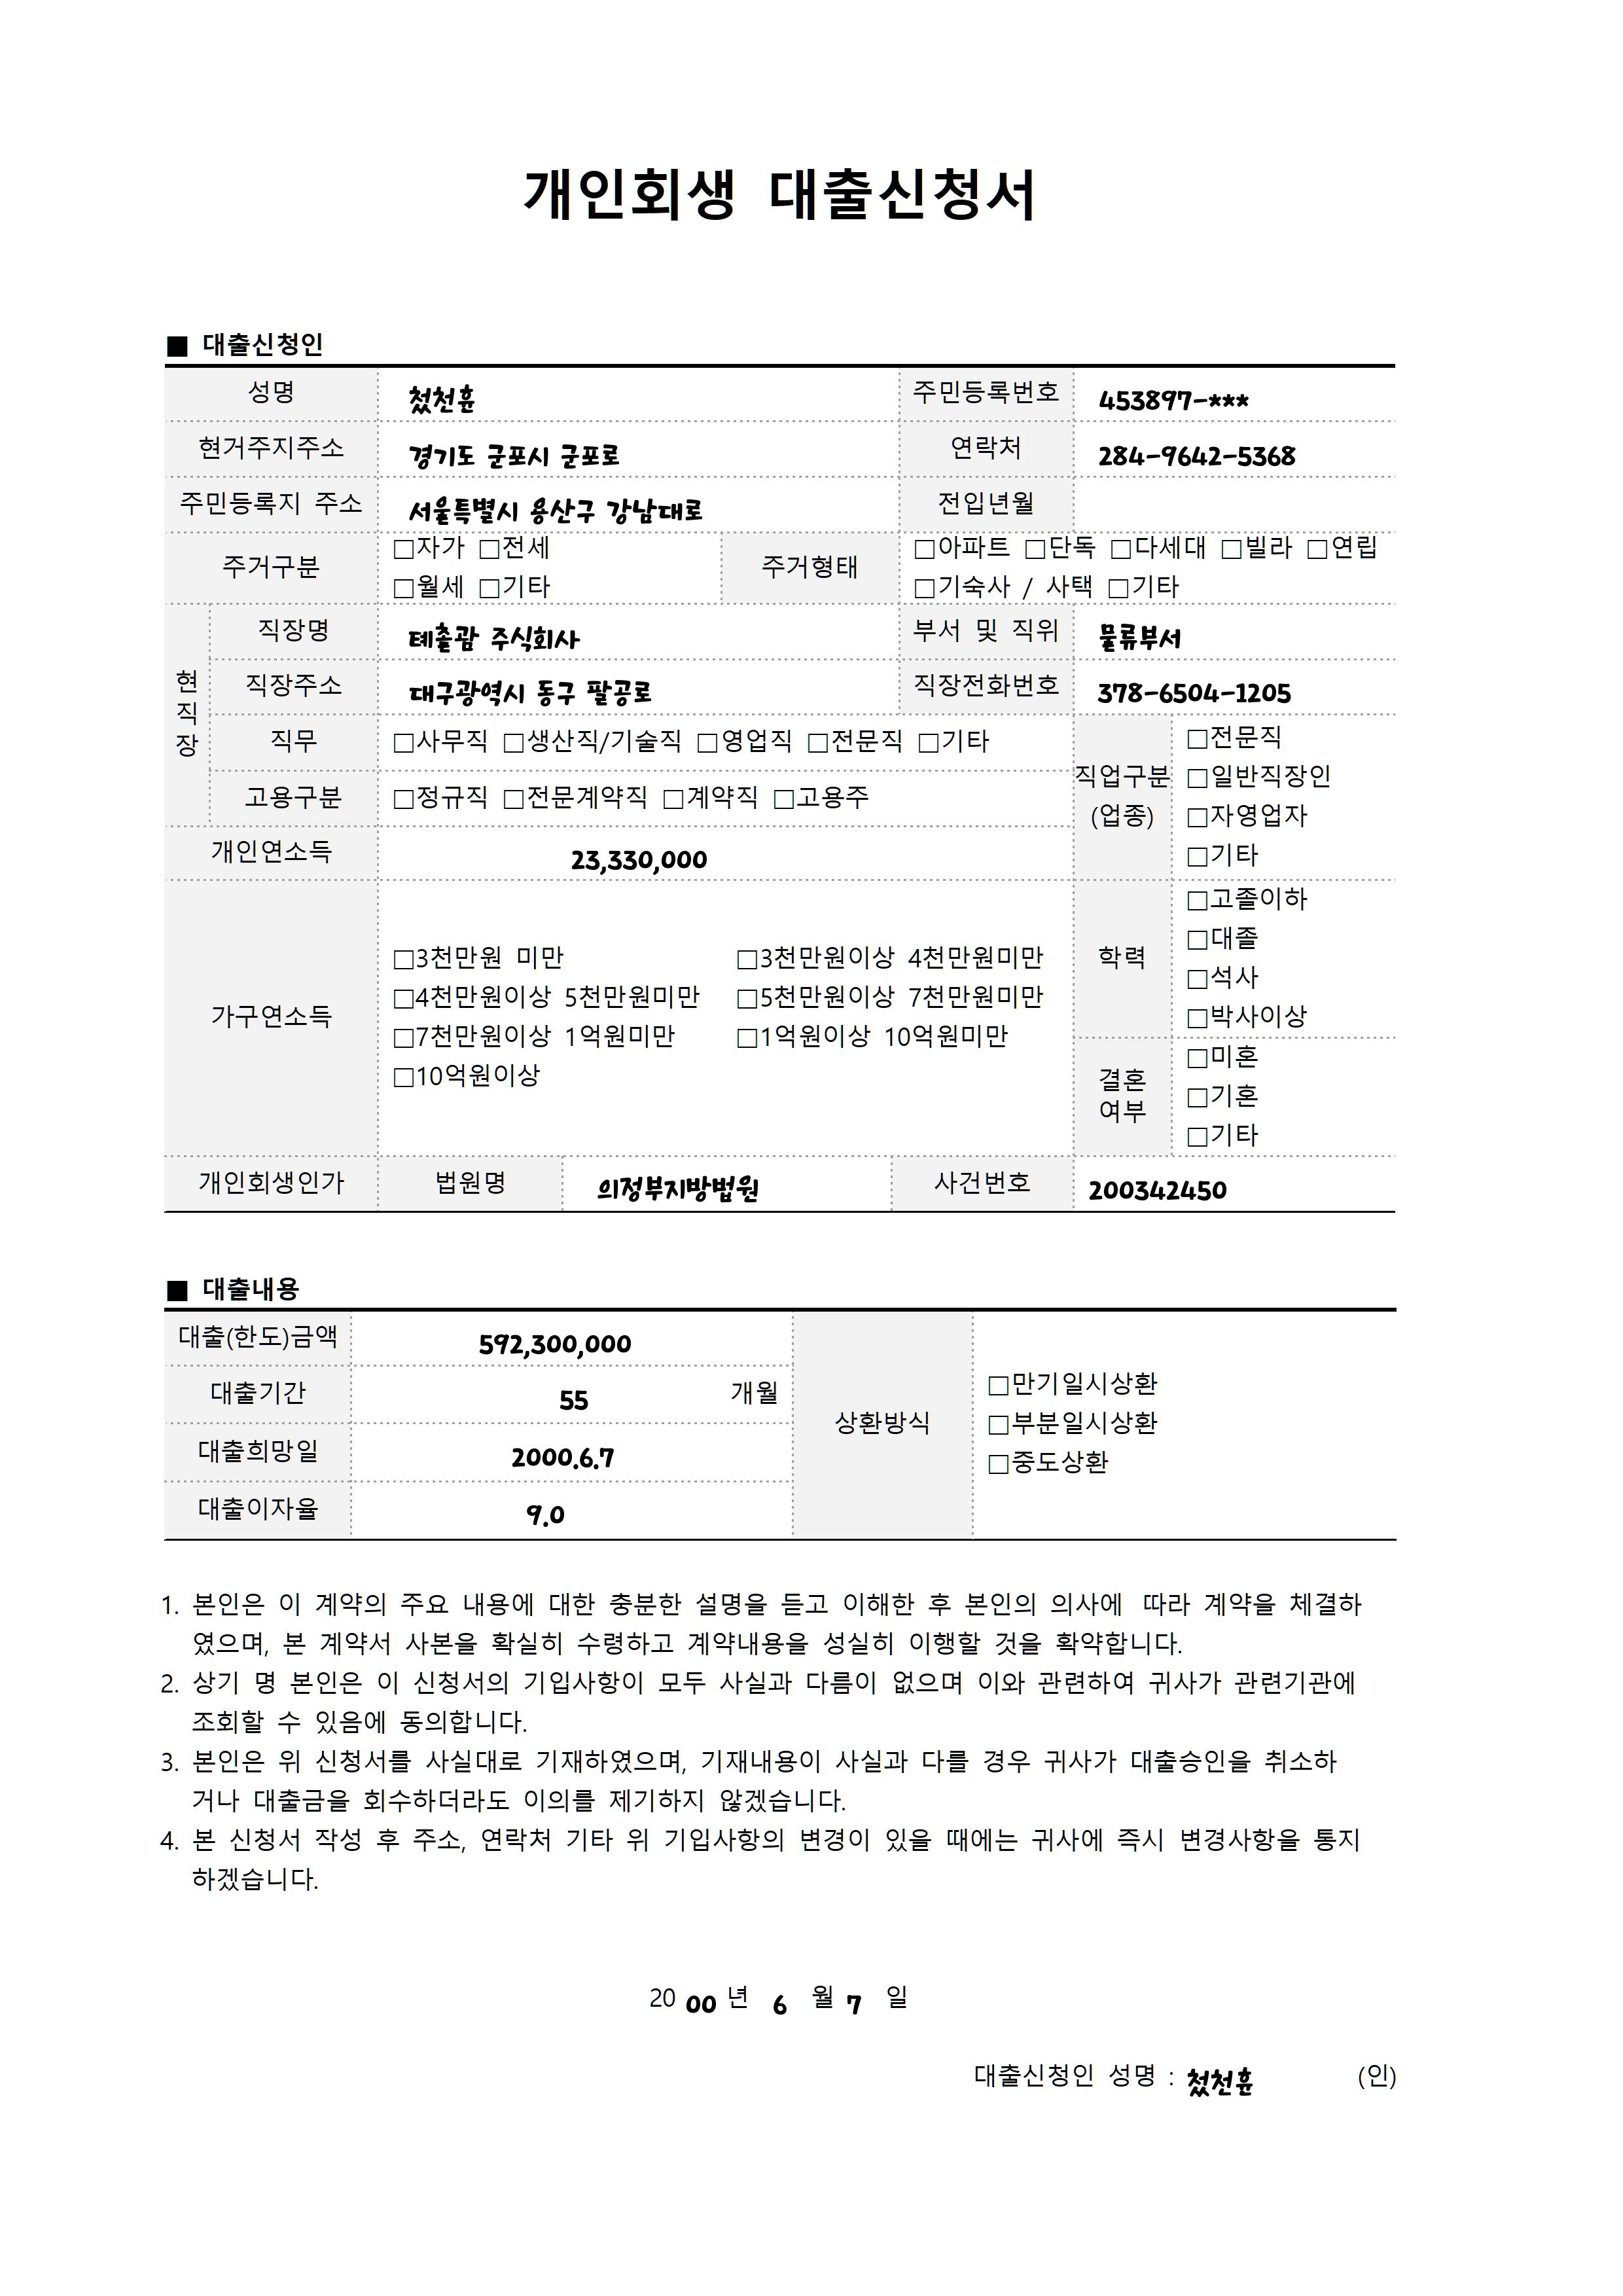 개인회생 대출신청서
■ 대출신청인
성명 첬천윤 주민등록번호 453897-***
현거주지주소 경기도 군포시 군포로 연락처 284-9642-5368
주민등록지 주소 서울특별시 용산구 강남대로 전입년월
주거구분 □자가 □전세 주거형태 □아파트 □단독 □다세대 □빌라 □연립
□월세 □기타 □기숙사 / 사택 □기타
현직장
직장명 톄촐괌 주식회사 부서 및 직위 물류부서
직장주소 대구광역시 동구 팔공로 직장전화번호 378-6504-1205
직무 □사무직 □생산직/기술직 □영업직 □전문직 □기타
고용구분 □정규직 □전문계약직 □계약직 □고용주
직업구분
(업종)
□전문직
□일반직장인
□자영업자
□기타
개인연소득 23,330,000
가구연소득
□3천만원 미만 □3천만원이상 4천만원미만
□4천만원이상 5천만원미만 □5천만원이상 7천만원미만
□7천만원이상 1억원미만 □1억원이상 10억원미만
□10억원이상
학력
□고졸이하
□대졸
□석사
□박사이상
결혼
여부
□미혼
□기혼
□기타
개인회생인가 법원명 의정부지방법원 사건번호 200342450
■ 대출내용
대출(한도)금액 592,300,000
대출기간 55 개월
대출희망일 2000.6.7
대출이자율 9.0
상환방식
□만기일시상환
□부분일시상환
□중도상환
1. 본인은 이 계약의 주요 내용에 대한 충분한 설명을 듣고 이해한 후 본인의 의사에 따라 계약을 체결하
였으며, 본 계약서 사본을 확실히 수령하고 계약내용을 성실히 이행할 것을 확약합니다.
2. 상기 명 본인은 이 신청서의 기입사항이 모두 사실과 다름이 없으며 이와 관련하여 귀사가 관련기관에
조회할 수 있음에 동의합니다.
3. 본인은 위 신청서를 사실대로 기재하였으며, 기재내용이 사실과 다를 경우 귀사가 대출승인을 취소하
거나 대출금을 회수하더라도 이의를 제기하지 않겠습니다.
4. 본 신청서 작성 후 주소, 연락처 기타 위 기입사항의 변경이 있을 때에는 귀사에 즉시 변경사항을 통지
하겠습니다.
20 00 년 6 월 7 일
대출신청인 성명 : 첬천윤 (인)